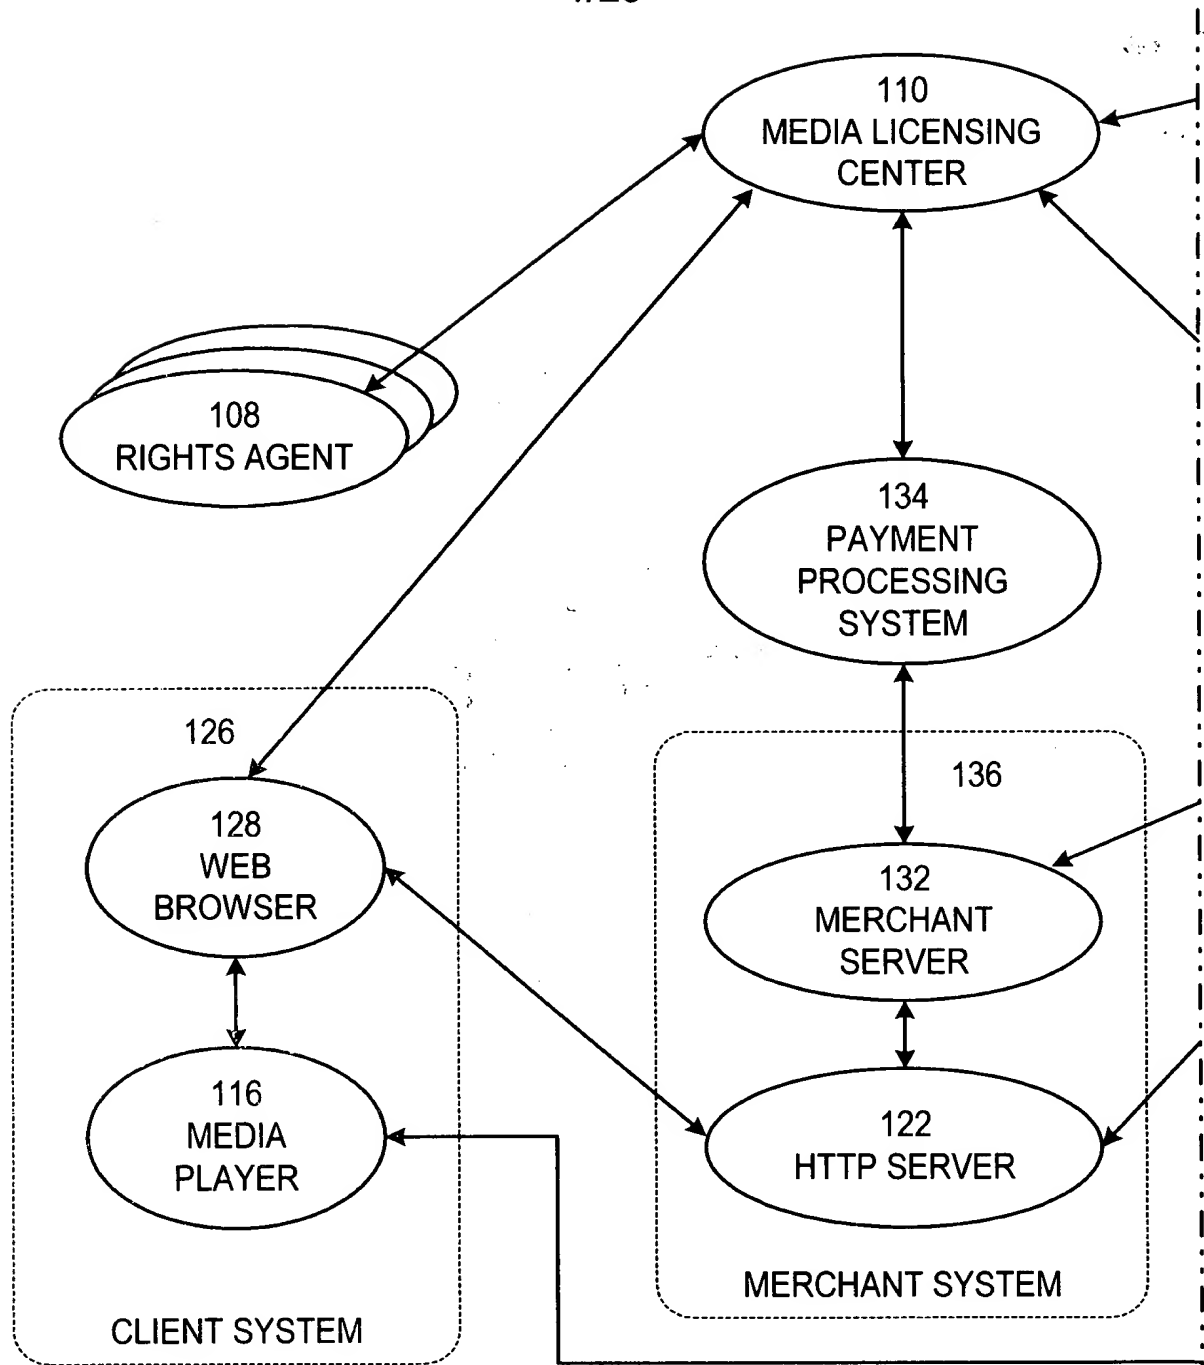 110
MEDIA LICENSING
CENTER
108
RIGHTS AGENT
134
PAYMENT
PROCESSING
SYSTEM
126
136
128
WEB
BROWSER
132
MERCHANT
SERVER
116
MEDIA
PLAYER
122
HTTP SERVER
MERCHANT SYSTEM
CLIENT SYSTEM